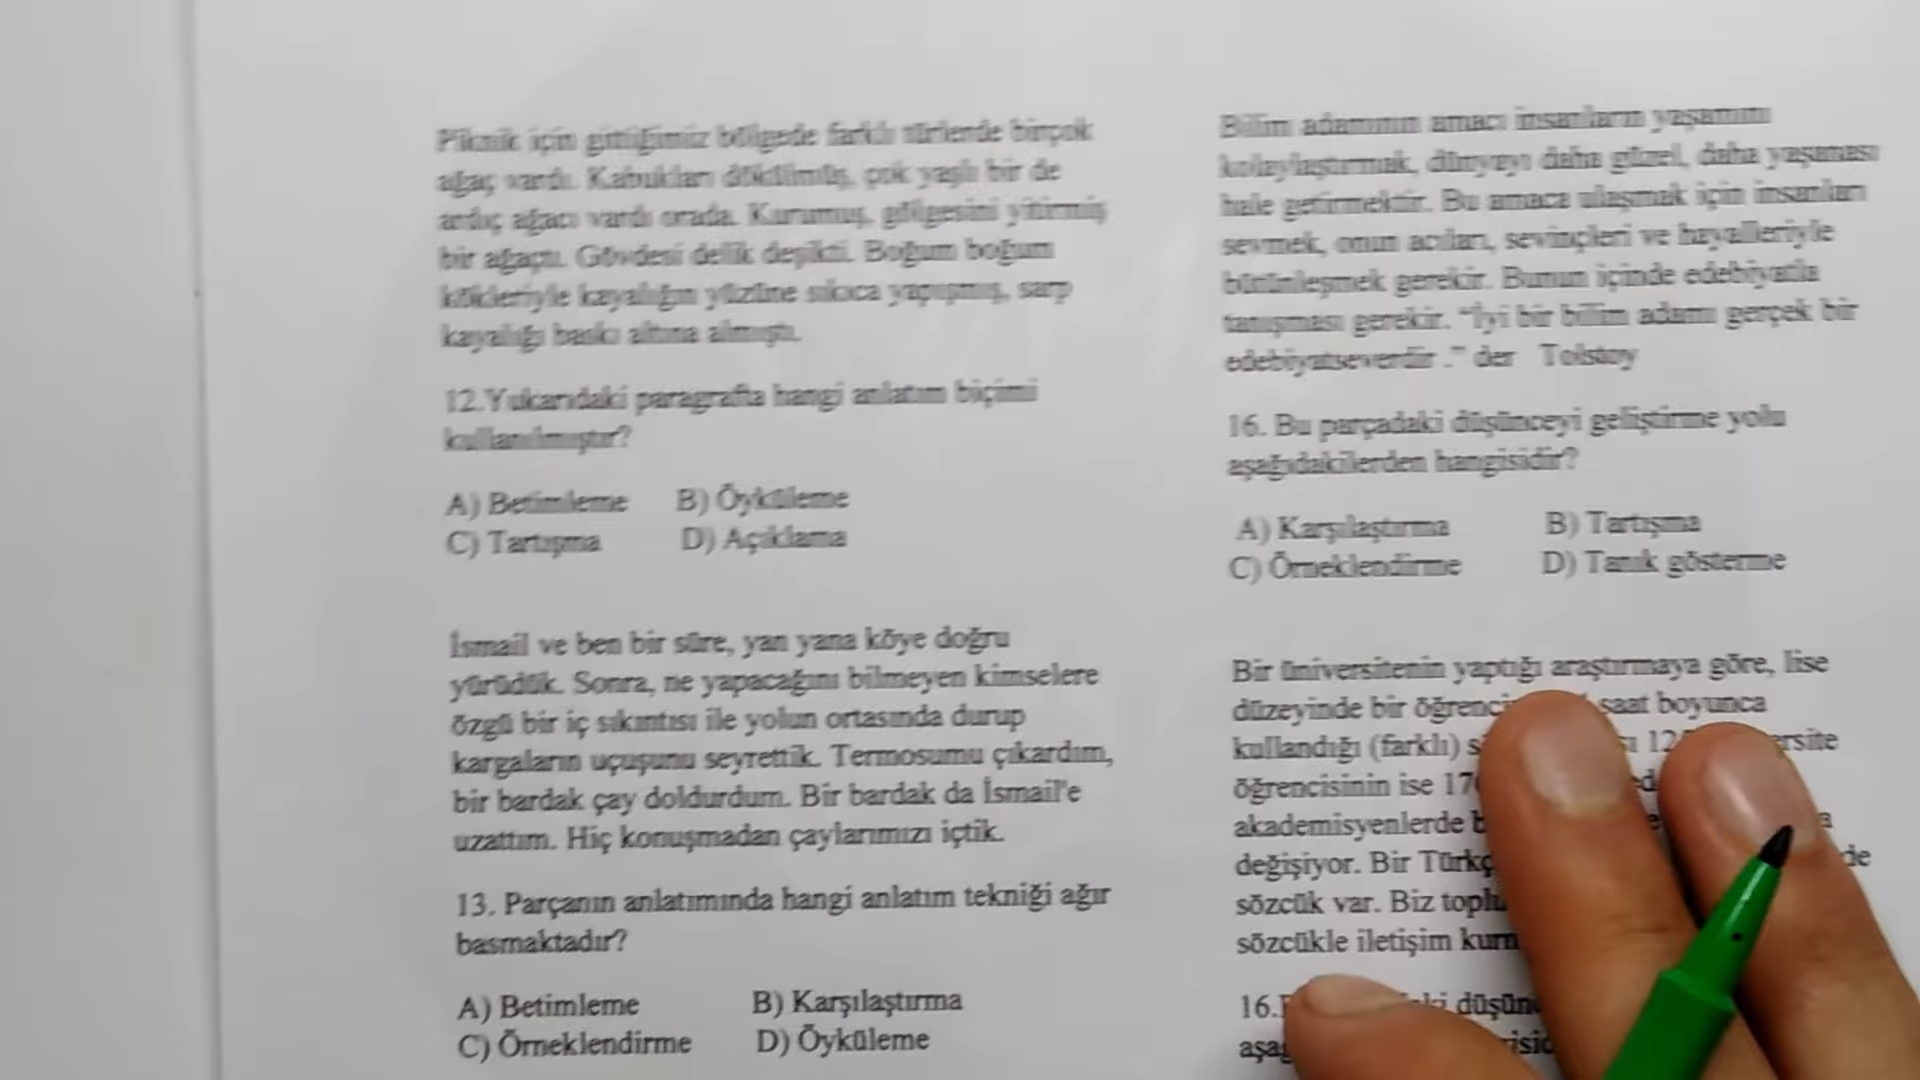 Piknik için gittiğimiz bölgede farklı türlerde birçok
ağaç vardı. Kabukları dökülmüş, çok yaşlı bir de
ardıç ağacı vardı orada. Kurumuş, gölgesini yitirmiş
bir ağaçtı. Gövdesi delik deşikti. Boğum boğum
kökleriyle kayalığın yüzüne sıkıca yapışmış, sarp
kayalığı baskı altına almıştı.
12.Yukarıdaki paragrafta hangi anlatım biçimi
kullanılmıştır?
A) Betimleme B) Öyküleme
C) Tartışma D) Açıklama
İsmail ve ben bir süre, yan yana köye doğru
yürüdük. Sonra, ne yapacağını bilmeyen kimselere
özgü bir iç sıkıntısı ile yolun ortasında durup
kargaların uçuşunu seyrettik. Termosumu çıkardım,
bir bardak çay doldurdum. Bir bardak da İsmail'e
uzattım. Hiç konuşmadan çaylarımızı içtik.
13. Parçanın anlatımında hangi anlatım tekniği ağır
basmaktadır?
A) Betimleme B) Karşılaştırma
C) Örneklendirme D) Öyküleme
Bilim adamının amacı insanların yaşamını
kolaylaştırmak, dünyayı daha güzel, daha yaşanası
hale getirmektir. Bu amaca ulaşmak için insanları
sevmek, onun acıları, sevinçleri ve hayalleriyle
bütünleşmek gerekir. Bunun içinde edebiyatla
tanışması gerekir. "İyi bir bilim adamı gerçek bir
edebiyatseverdir ." der Tolstoy
16. Bu parçadaki düşünceyi geliştirme yolu
aşağıdakilerden hangisidir?
A) Karşılaştırma B) Tartışma
C) Örneklendirme D) Tanık gösterme
Bir üniversitenin yaptığı araştırmaya göre, lise
düzeyinde bir saat boyunca
kullandığı (farklı)
öğrencisinin ise
akademisyenlerde
değişiyor. Bir
sözcük var. Biz
sözcükle iletişim
16.